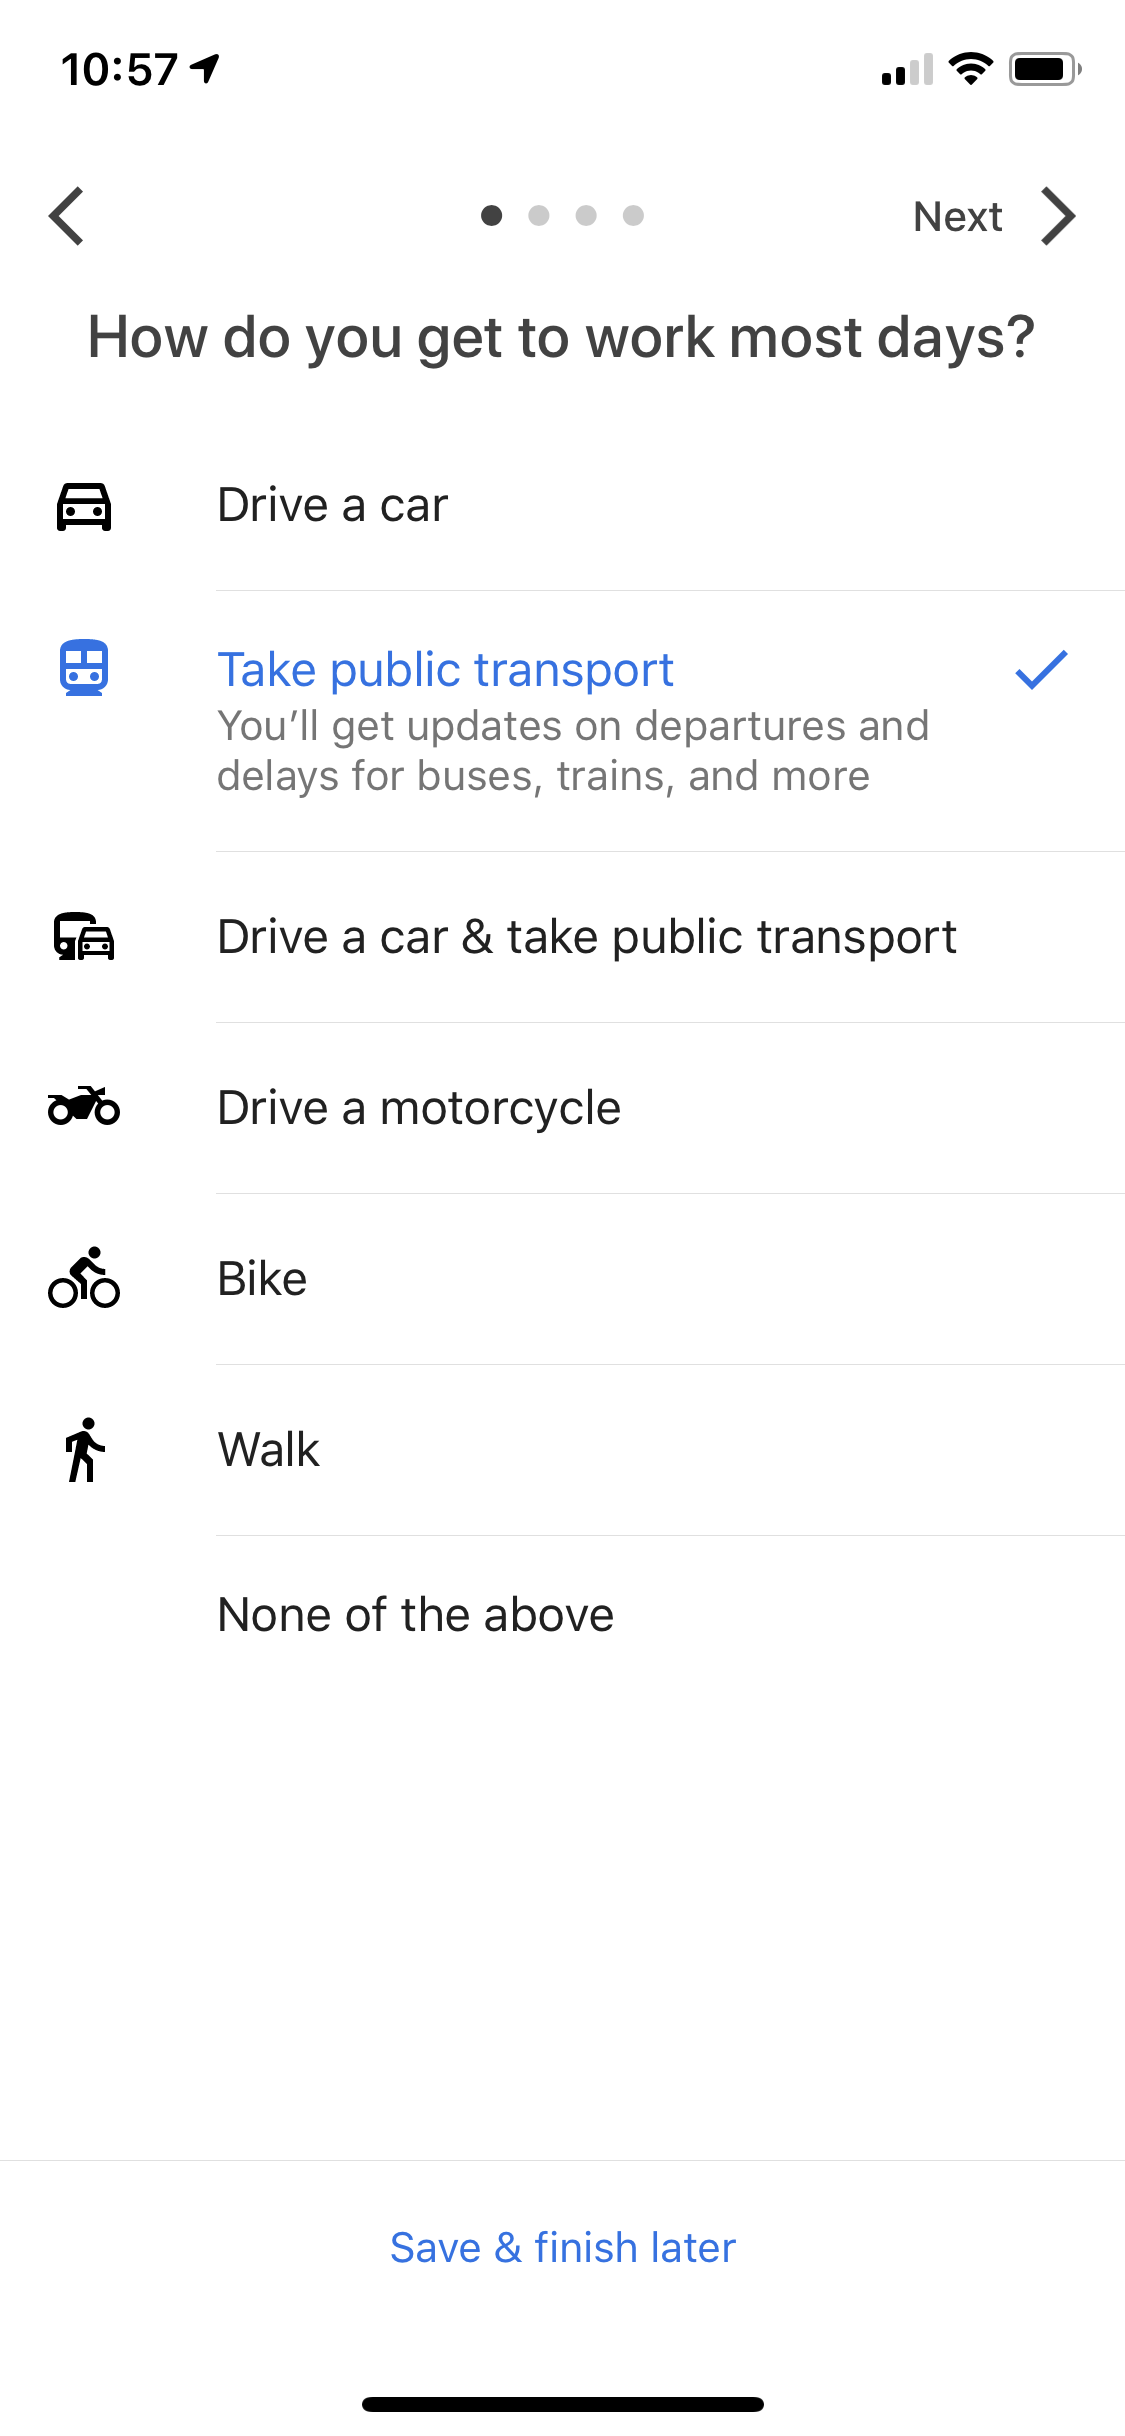 10:57
Next
How do you get to work most days?
Drive a car
Take public transport
You’ll get updates on departures and
delays for buses, trains, and more
Drive a car & take public transport
Drive a motorcycle
Bike
Walk
None of the above
Save & finish later